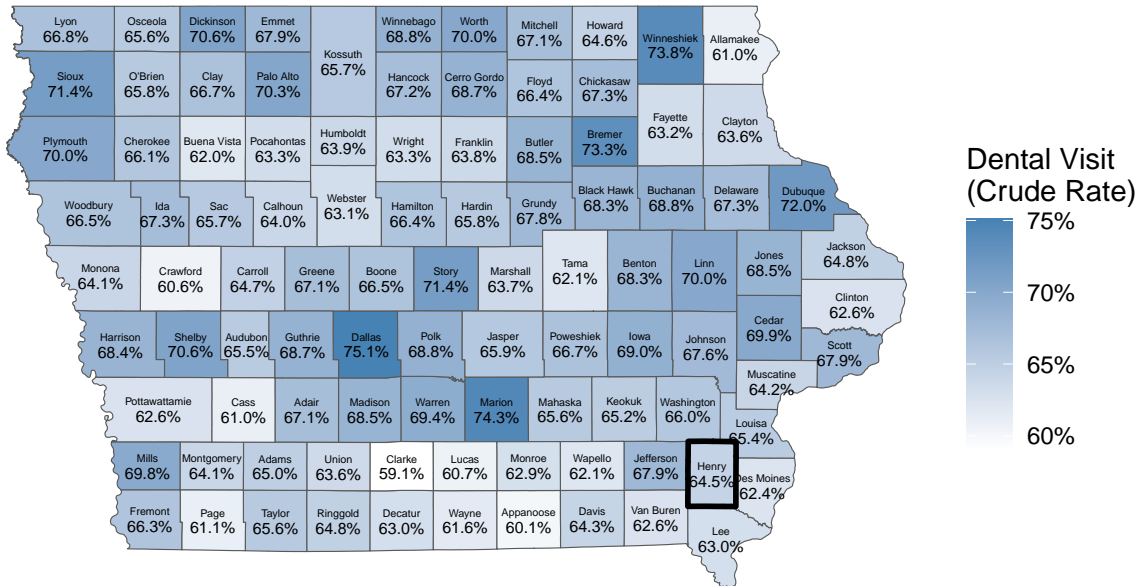 Lyon
66.8%
Osceola
65.6%
Dickinson
70.6%
Emmet
67.9%
Kossuth
65.7%
Winnebago
68.8%
Worth
70.0%
Mitchell
67.1%
Howard
64.6%
Winneshiek
73.8%
Allamakee
61.0%
Sioux
71.4%
O'Brien
65.8%
Clay
66.7%
Palo Alto
70.3%
Hancock
67.2%
Cerro Gordo
68.7%
Floyd
66.4%
Chickasaw
67.3%
Fayette
63.2%
Clayton
63.6%
Plymouth
70.0%
Cherokee
66.1%
Buena Vista
62.0%
Pocahontas
63.3%
Humboldt
63.9%
Wright
63.3%
Franklin
63.8%
Butler
68.5%
Bremer
73.3%
Woodbury
66.5%
Ida
67.3%
Sac
65.7%
Calhoun
64.0%
Webster
63.1%
Hamilton
66.4%
Hardin
65.8%
Grundy
67.8%
Black Hawk
68.3%
Buchanan
68.8%
Delaware
67.3%
Dubuque
72.0%
Monona
64.1%
Crawford
60.6%
Carroll
64.7%
Greene
67.1%
Boone
66.5%
Story
71.4%
Marshall
63.7%
Tama
62.1%
Benton
68.3%
Linn
70.0%
Jones
68.5%
Jackson
64.8%
Clinton
62.6%
Harrison
68.4%
Shelby
70.6%
Audubon
65.5%
Guthrie
68.7%
Dallas
75.1%
Polk
68.8%
Jasper
65.9%
Poweshiek
66.7%
Iowa
69.0%
Johnson
67.6%
Cedar
69.9%
Scott
67.9%
Muscatine
64.2%
Pottawattamie
62.6%
Cass
61.0%
Adair
67.1%
Madison
68.5%
Warren
69.4%
Marion
74.3%
Mahaska
65.6%
Keokuk
65.2%
Washington
66.0%
Louisa
65.4%
Mills
69.8%
Montgomery
64.1%
Adams
65.0%
Union
63.6%
Clarke
59.1%
Lucas
60.7%
Monroe
62.9%
Wapello
62.1%
Jefferson
67.9%
Henry
64.5%
Des Moines
62.4%
Fremont
66.3%
Page
61.1%
Taylor
65.6%
Ringgold
64.8%
Decatur
63.0%
Wayne
61.6%
Appanoose
60.1%
Davis
64.3%
Van Buren
62.6%
Lee
63.0%
Dental Visit
(Crude Rate)
75%
70%
65%
60%